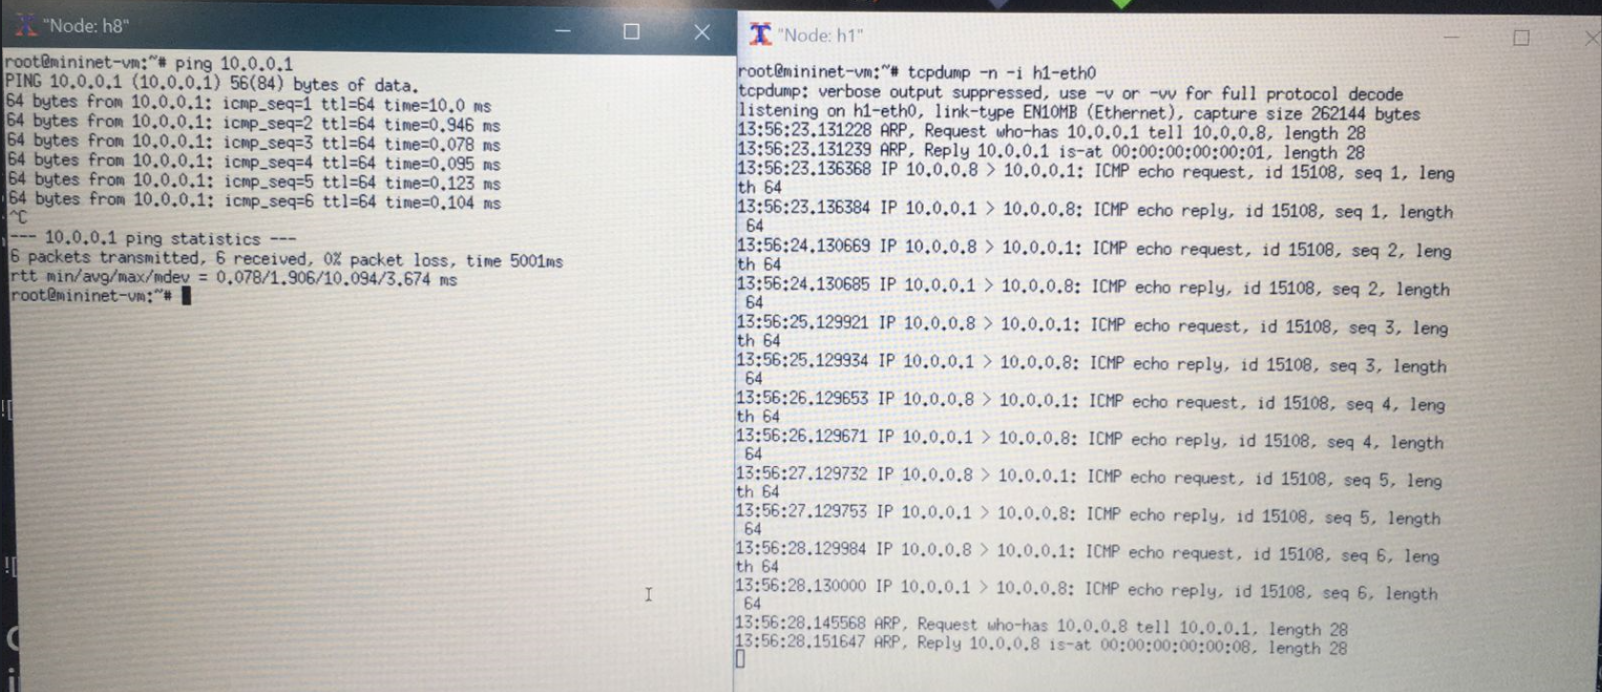 "Node: h8"
root@mininet-vm:~# ping 10.0.0.1
PING 10.0.0.1 (10.0.0.1) 56(84) bytes of data.
64 bytes from 10.0.0.1: icmp_seq=1 ttl=64 time=10.0 ms
64 bytes from 10.0.0.1: icmp_seq=2 ttl=64 time=0.946 ms
64 bytes from 10.0.0.1: icmp_seq=3 ttl=64 time=0.078 ms
64 bytes from 10.0.0.1: icmp_seq=4 ttl=64 time=0.095 ms
64 bytes from 10.0.0.1: icmp_seq=5 ttl=64 time=0.123 ms
64 bytes from 10.0.0.1: icmp_seq=6 ttl=64 time=0.104 ms
^C
--- 10.0.0.1 ping statistics ---
6 packets transmitted, 6 received, 0% packet loss, time 5001ms
rtt min/avg/max/mdev = 0.078/1.906/10.094/3.674 ms
root@mininet-vm:~#
"Node: h1"
root@mininet-vm:~# tcpdump -n -i h1-eth0
tcpdump: verbose output suppressed, use -v or -vv for full protocol decode
listening on h1-eth0, link-type EN10MB (Ethernet), capture size 262144 bytes
13:56:23.131228 ARP, Request who-has 10.0.0.1 tell 10.0.0.8, length 28
13:56:23.131239 ARP, Reply 10.0.0.1 is-at 00:00:00:00:00:01, length 28
13:56:23.136368 IP 10.0.0.8 > 10.0.0.1: ICMP echo request, id 15108, seq 1, leng
th 64
13:56:23.136384 IP 10.0.0.1 > 10.0.0.8: ICMP echo reply, id 15108, seq 1, length
64
13:56:24.130669 IP 10.0.0.8 > 10.0.0.1: ICMP echo request, id 15108, seq 2, leng
th 64
13:56:24.130685 IP 10.0.0.1 > 10.0.0.8: ICMP echo reply, id 15108, seq 2, length
64
13:56:25.129921 IP 10.0.0.8 > 10.0.0.1: ICMP echo request, id 15108, seq 3, leng
th 64
13:56:25.129934 IP 10.0.0.1 > 10.0.0.8: ICMP echo reply, id 15108, seq 3, length
64
13:56:26.129653 IP 10.0.0.8 > 10.0.0.1: ICMP echo request, id 15108, seq 4, leng
th 64
13:56:26.129671 IP 10.0.0.1 > 10.0.0.8: ICMP echo reply, id 15108, seq 4, length
64
13:56:27.129732 IP 10.0.0.8 > 10.0.0.1: ICMP echo request, id 15108, seq 5, leng
th 64
13:56:27.129753 IP 10.0.0.1 > 10.0.0.8: ICMP echo reply, id 15108, seq 5, length
64
13:56:28.129984 IP 10.0.0.8 > 10.0.0.1: ICMP echo request, id 15108, seq 6, leng
th 64
13:56:28.130000 IP 10.0.0.1 > 10.0.0.8: ICMP echo reply, id 15108, seq 6, length
64
13:56:28.145568 ARP, Request who-has 10.0.0.8 tell 10.0.0.1, length 28
13:56:28.151647 ARP, Reply 10.0.0.8 is-at 00:00:00:00:00:08, length 28